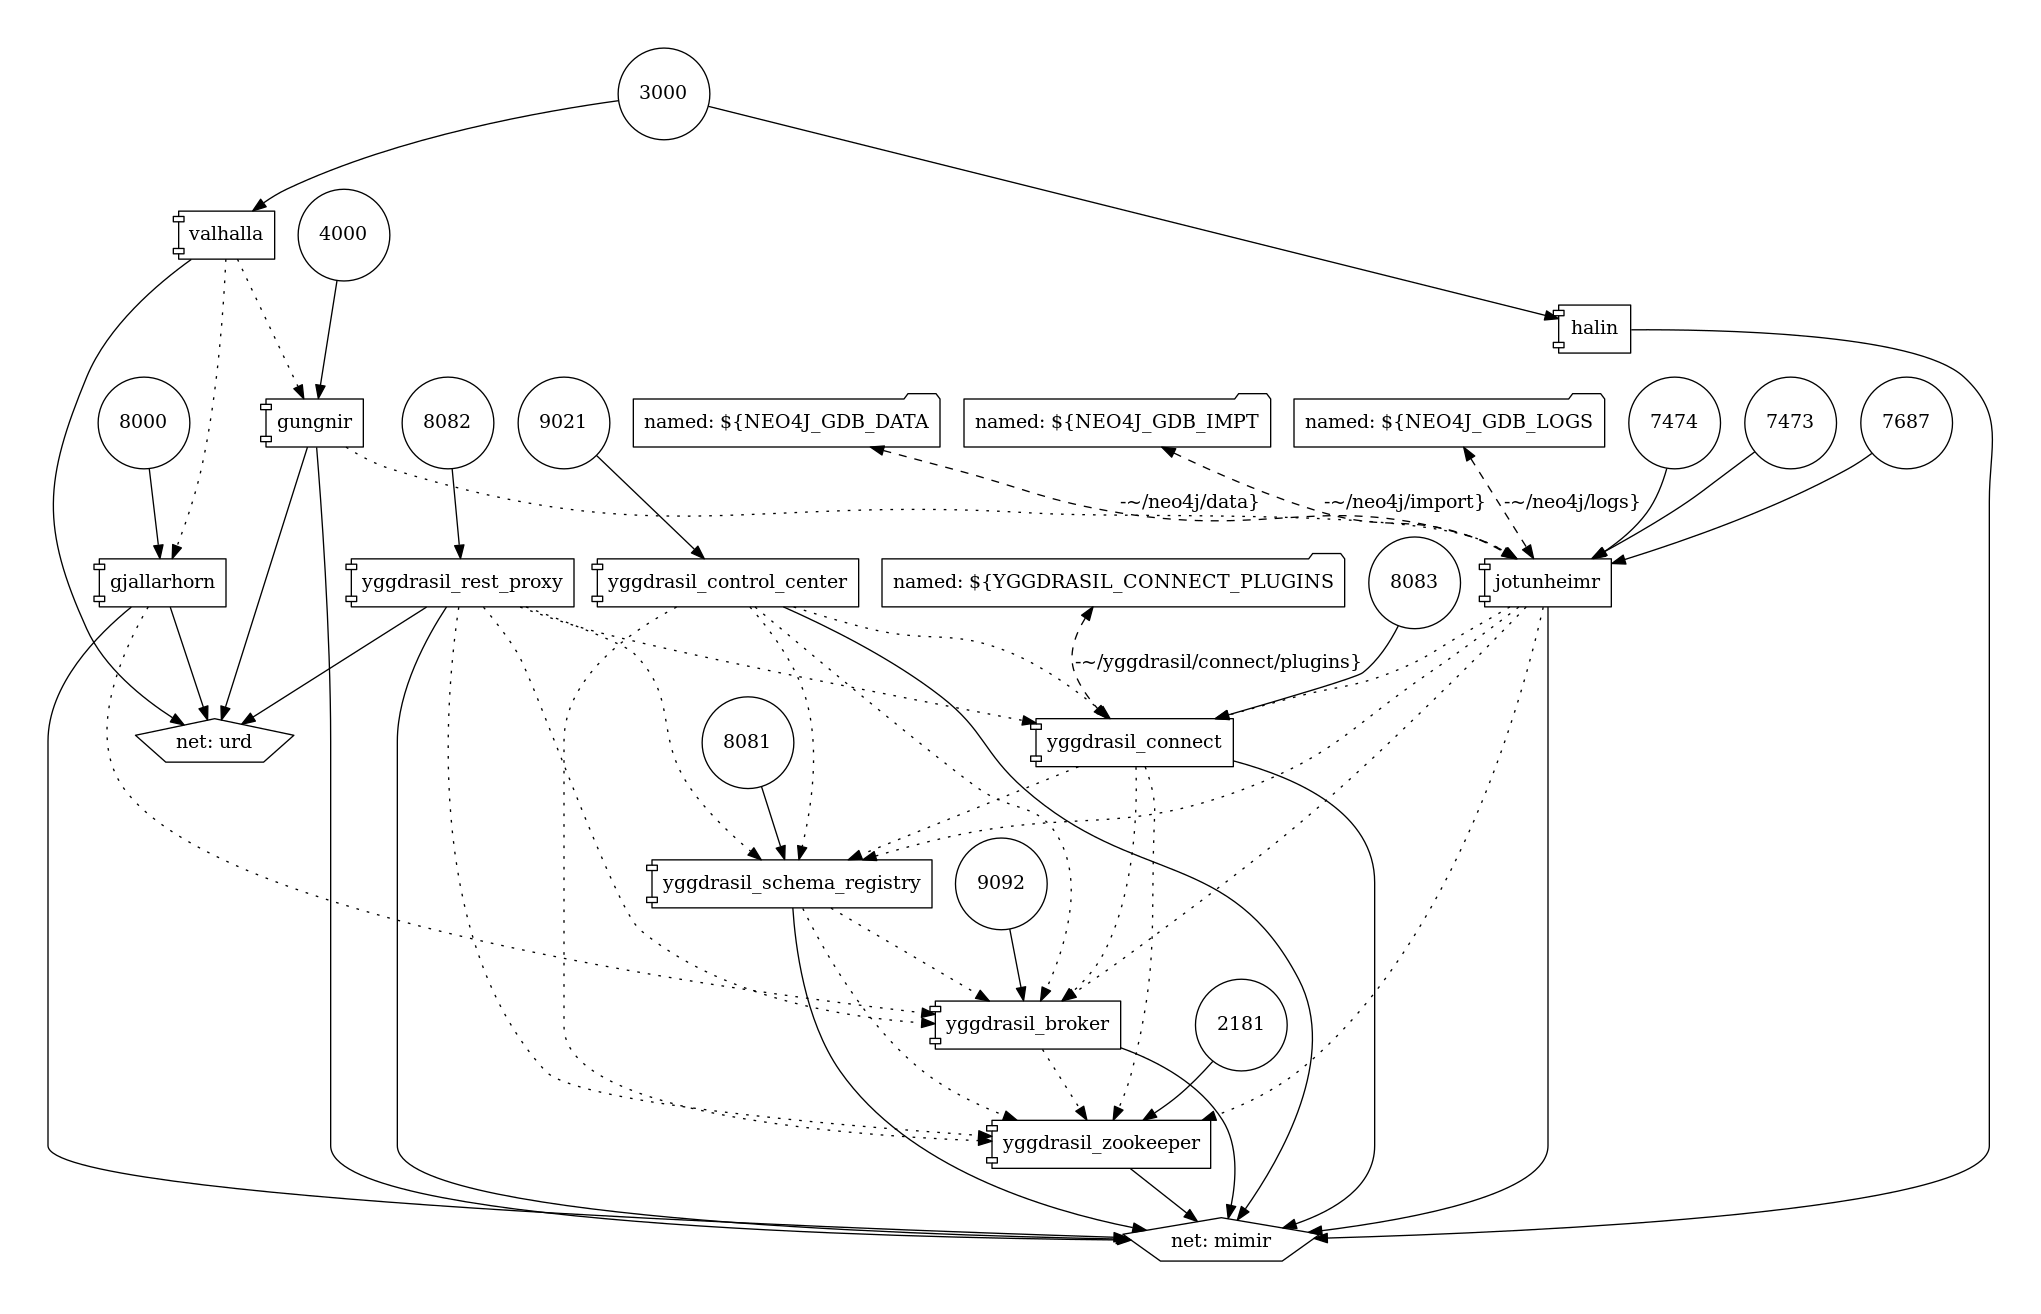 3000
valhalla
4000
halin
8000
gungnir
8082
9021
named: ${NEO4J_GDB_DATA
named: ${NEO4J_GDB_IMPT
named: ${NEO4J_GDB_LOGS
7474
7473
7687
-~/neo4j/data}
-~/neo4j/import}
-~/neo4j/logs}
gjallarhorn
yggdrasil_rest_proxy
yggdrasil_control_center
named: ${YGGDRASIL_CONNECT_PLUGINS
8083
jotunheimr
-~/yggdrasil/connect/plugins}
net: urd
8081
yggdrasil_connect
yggdrasil_schema_registry
9092
yggdrasil_broker
2181
yggdrasil_zookeeper
net: mimir